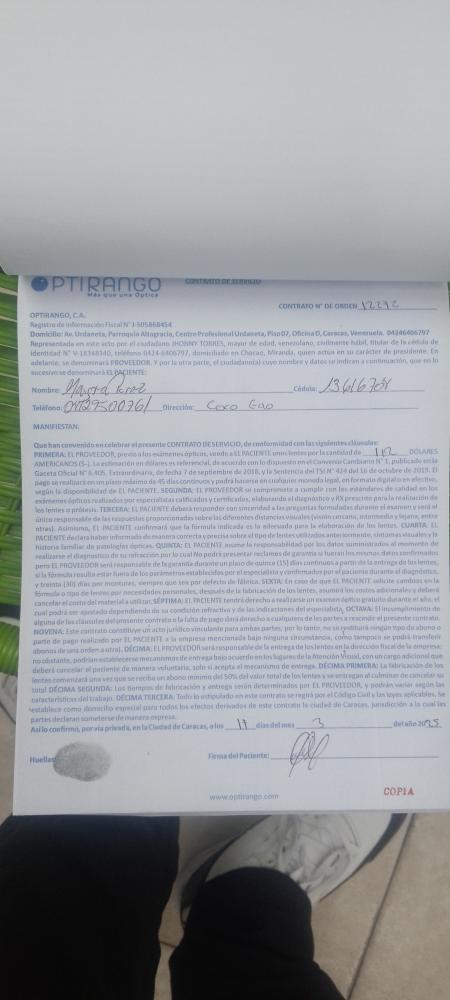 OPTIRANGO
Más que una Óptica
CONTRATO DE SERVICIO
CONTRATO N° DE ORDEN 12292
OPTIRANGO, C.A.
Registro de Información Fiscal N° J-505868454
Domicilio: Av. Urdaneta, Parroquia Altagracia, Centro Profesional Urdaneta, Piso 07, Oficina D, Caracas, Venezuela. 04246406797
Representada en este acto por el ciudadano JHONNY TORRES, mayor de edad, venezolano, civilmente hábil, titular de la cédula de
identidad N° V-18348340, teléfono 0424-6406797, domiciliado en Chacao, Miranda, quien actúa en su carácter de presidente. En
adelante, se denominará PROVEEDOR. Y por la otra parte, el ciudadano(a) cuyo nombre y datos se indican a continuación, que en lo
sucesivo se denominará EL PACIENTE:
Nombre: Mayra Cédula:
Teléfono: Dirección: Coco
MANIFIESTAN:
Que han convenido en celebrar el presente CONTRATO DE SERVICIO, de conformidad con las siguientes cláusulas:
PRIMERA: EL PROVEEDOR, previo a los exámenes ópticos, vende a EL PACIENTE unos lentes por la cantidad de DÓLARES
AMERICANOS ($-). La estimación en dólares es referencial, de acuerdo con lo dispuesto en el Convenio Cambiario N° 1, publicado en la
Gaceta Oficial N° 6.405, Extraordinaria, de fecha 7 de septiembre de 2018, y la Sentencia del TSJ N° 424 del 16 de octubre de 2019. El
pago se realizará en un plazo máximo de 45 días continuos y podrá hacerse en cualquier moneda legal, en formato digital o en efectivo,
según la disponibilidad de EL PACIENTE. SEGUNDA: EL PROVEEDOR se compromete a cumplir con los estándares de calidad en los
exámenes ópticos realizados por especialistas calificados y certificados, elaborando el diagnóstico y RX prescrito para la realización de
los lentes o prótesis. TERCERA: EL PACIENTE deberá responder con sinceridad a las preguntas formuladas durante el examen y será el
único responsable de las respuestas proporcionadas sobre las diferentes distancias visuales (visión cercana, intermedia y lejana, entre
otras). Asimismo, EL PACIENTE confirmará que la fórmula indicada es la adecuada para la elaboración de los lentes. CUARTA: EL
PACIENTE declara haber informado de manera correcta y precisa sobre el tipo de lentes utilizados anteriormente, síntomas visuales y la
historia familiar de patologías ópticas. QUINTA: EL PACIENTE asume la responsabilidad por los datos suministrados al momento de
realizarse el diagnostico de su refracción por lo cual No podrá presentar reclamos de garantía si fueran los mismos datos confirmados
pero EL PROVEEDOR será responsable de la garantía durante un plazo de quince (15) días continuos a partir de la entrega de los lentes,
si la fórmula resulto estar fuera de los parámetros establecidos por el especialista y confirmados por el paciente durante el diagnóstico,
y treinta (30) días por monturas, siempre que sea por defecto de fábrica. SEXTA: En caso de que EL PACIENTE solicite cambios en la
fórmula o tipo de lentes por necesidades personales, después de la fabricación de los lentes, asumirá los costos adicionales y deberá
cancelar el costo del material a utilizar. SÉPTIMA: EL PACIENTE tendrá derecho a realizarse un examen óptico gratuito durante el año, el
cual podrá ser ajustado dependiendo de su condición refractiva y de las indicaciones del especialista. OCTAVA: El incumplimiento de
alguna de las cláusulas del presente contrato o la falta de pago dará derecho a cualquiera de las partes a rescindir el presente contrato.
NOVENA: Este contrato constituye un acto jurídico vinculante para ambas partes, por lo tanto, no se restituirá ningún tipo de abono o
parte de pago realizado por EL PACIENTE a la empresa mencionada bajo ninguna circunstancia, como tampoco se podrá transferir
abonos de una orden a otra). DÉCIMA: EL PROVEEDOR será responsable de la entrega de los lentes en la dirección fiscal de la empresa;
no obstante, podrían establecerse mecanismos de entrega bajo acuerdo en los lugares de la Atención Visual, con un cargo adicional que
deberá cancelar el paciente de manera voluntaria, solo si acepta el mecanismo de entrega. DÉCIMA PRIMERA: La fabricación de los
lentes comenzará una vez que se reciba un abono mínimo del 50% del valor total de los lentes y se entregan al culminar de cancelar su
total DÉCIMA SEGUNDA: Los tiempos de fabricación y entrega serán determinados por EL PROVEEDOR, y podrán variar según las
características del trabajo. DÉCIMA TERCERA: Todo lo estipulado en este contrato se regirá por el Código Civil y las leyes aplicables. Se
establece como domicilio especial para todos los efectos derivados de este contrato la ciudad de Caracas, jurisdicción a la cual las
partes declaran someterse de manera expresa.
Así lo confirmo, por vía privada, en la Ciudad de Caracas, a los 14 días del mes 3 del año 2025
Huellas Firma del Paciente:
www.optirango.com
COPIA